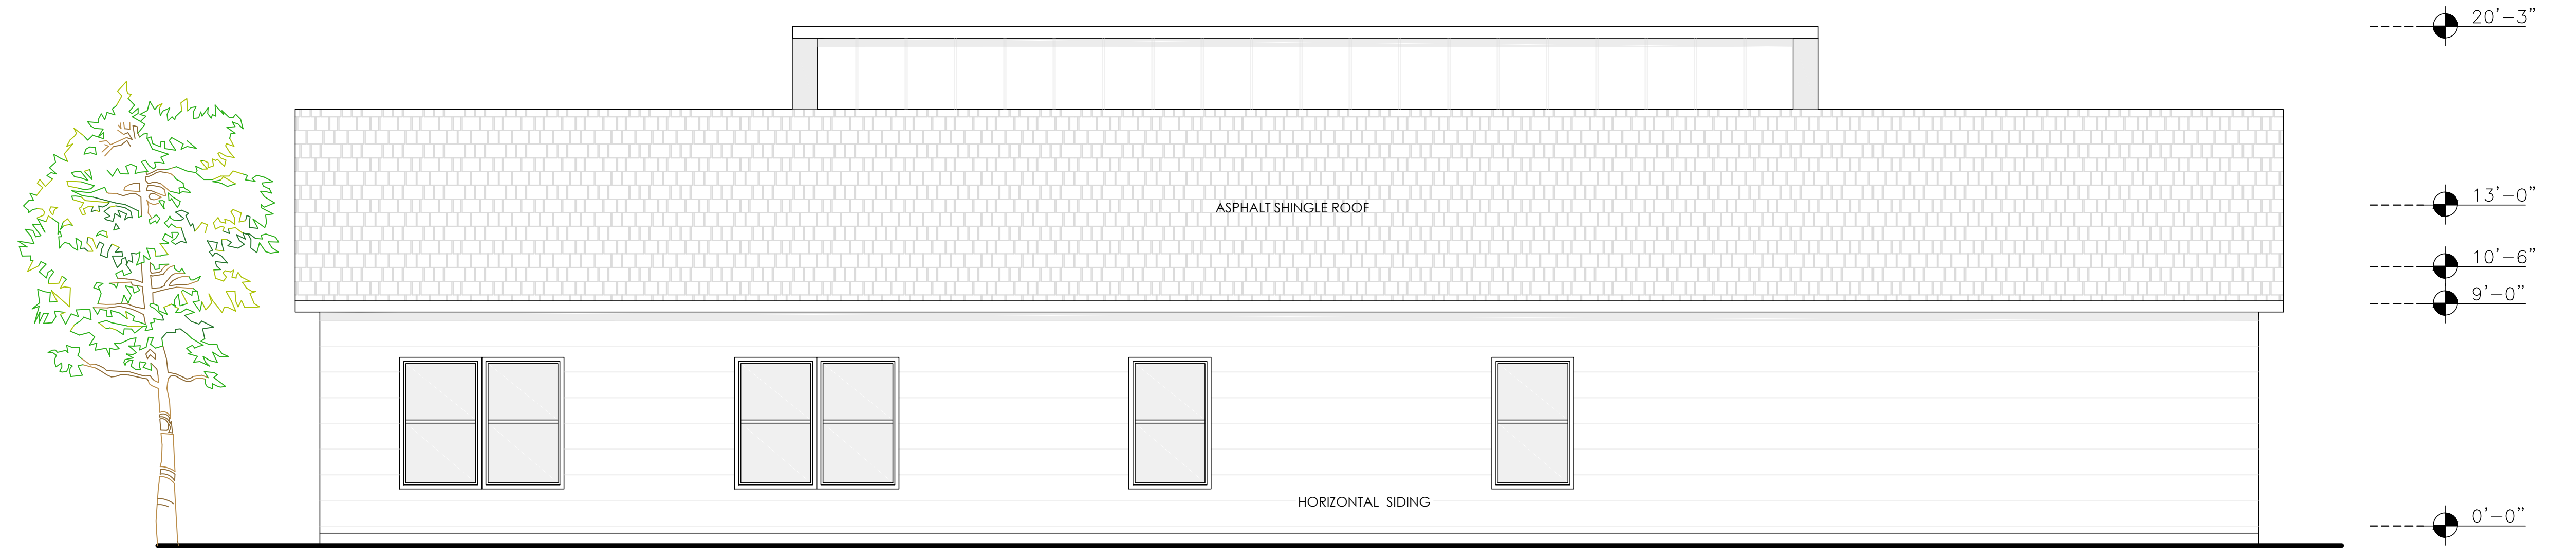 20'-3"
13'-0"
ASPHALT SHINGLE ROOF
10'-6"
9'-0"
HORIZONTAL SIDING
0'-0"